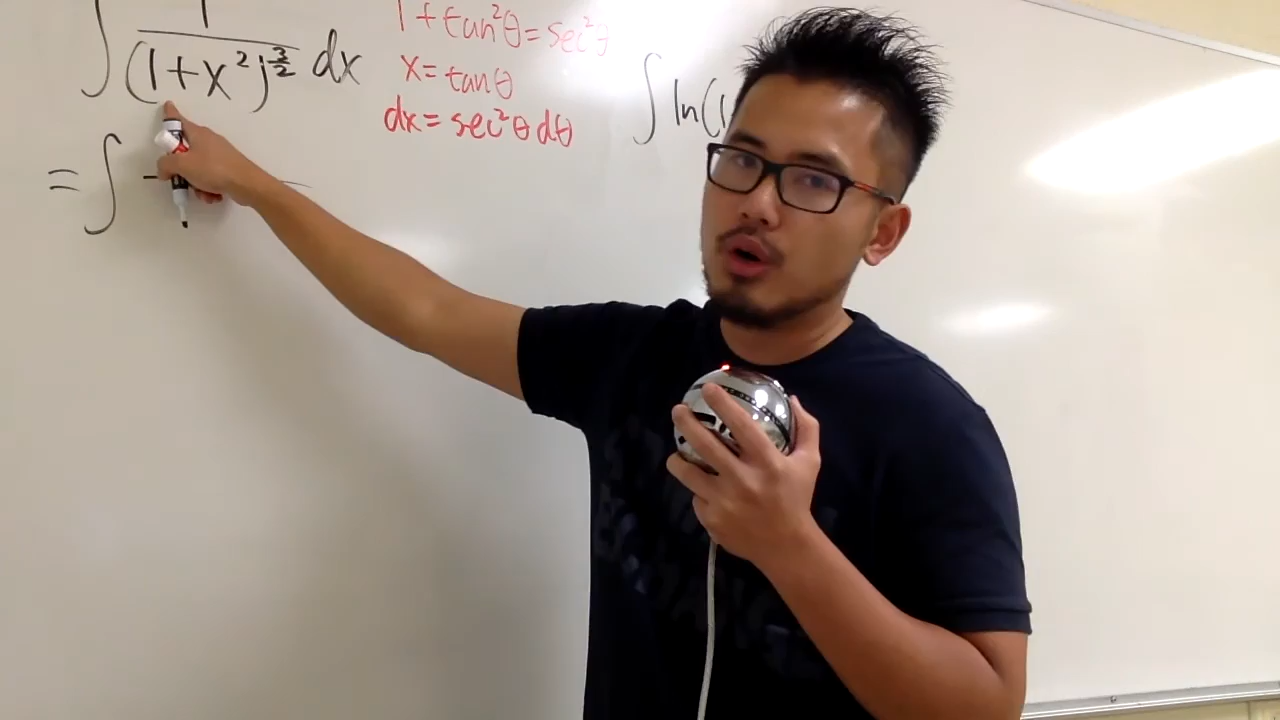 ∫ 1/(1+x²)^(3/2) dx
1+tan²θ=sec²θ
x=tanθ
dx=sec²θ dθ
= ∫
∫ ln(1